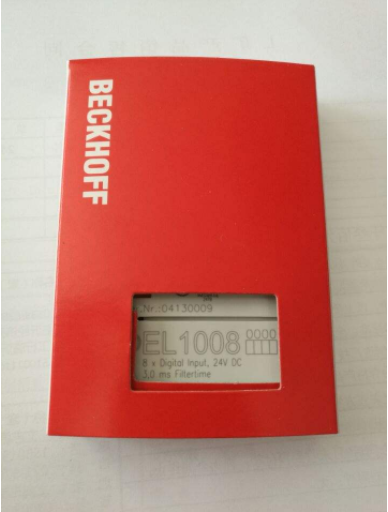 BECKHOFF
.Nr.:04130009
EL1008
8 x Digital Input, 24V DC
3,0 ms Filtertime